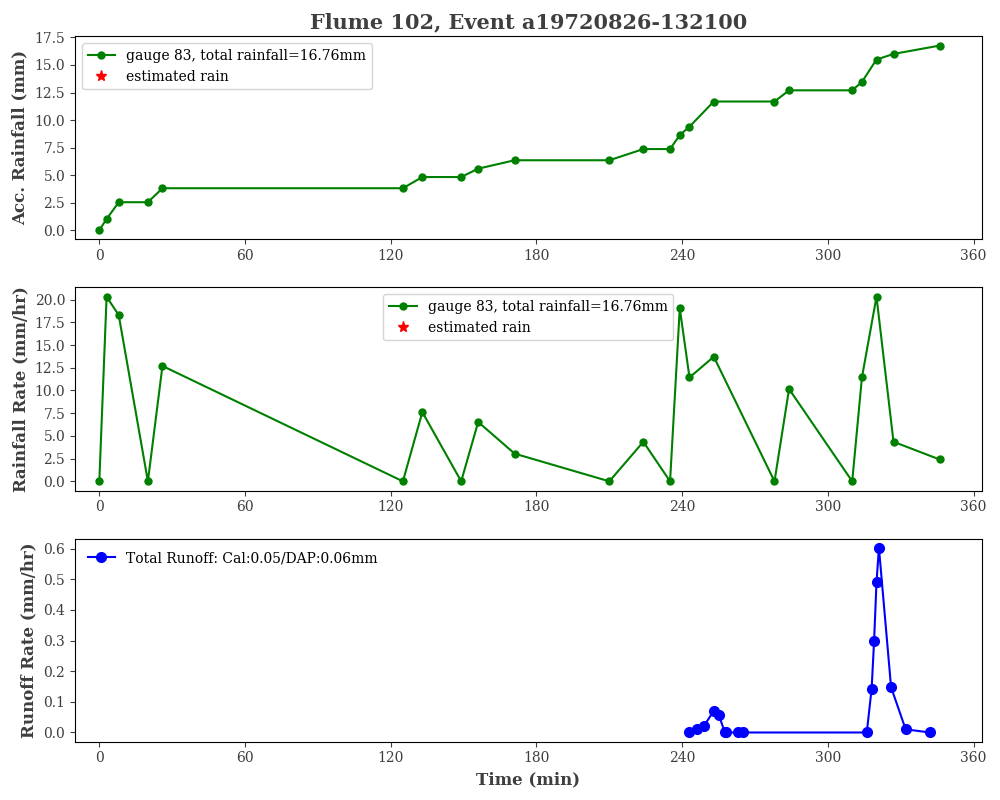 Flume 102, Event a19720826-132100
Acc. Rainfall (mm)
17.5
15.0
12.5
10.0
7.5
5.0
2.5
0.0
gauge 83, total rainfall=16.76mm
estimated rain
0 60 120 180 240 300 360
Rainfall Rate (mm/hr)
20.0
17.5
15.0
12.5
10.0
7.5
5.0
2.5
0.0
gauge 83, total rainfall=16.76mm
estimated rain
0 60 120 180 240 300 360
Runoff Rate (mm/hr)
0.6
0.5
0.4
0.3
0.2
0.1
0.0
Total Runoff: Cal:0.05/DAP:0.06mm
0 60 120 180 240 300 360
Time (min)